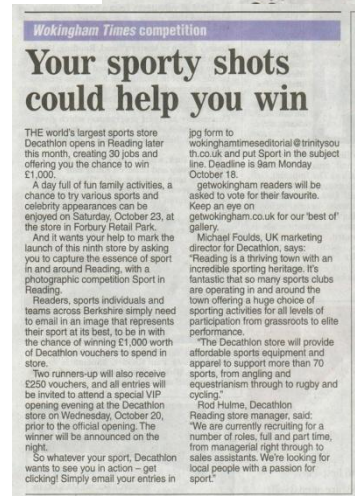 Wokingham Times competition
Your sporty shots
could help you win
THE world's largest sports store
Decathlon opens in Reading later
this month, creating 30 jobs and
offering you the chance to win
£1,000.
A day full of fun family activities, a
chance to try various sports and
celebrity appearances can be
enjoyed on Saturday, October 23, at
the store in Forbury Retail Park.
And it wants your help to mark the
launch of this ninth store by asking
you to capture the essence of sport
in and around Reading, with a
photographic competition Sport in
Reading.
Readers, sports individuals and
teams across Berkshire simply need
to email in an image that represents
their sport at its best, to be in with
the chance of winning £1,000 worth
of Decathlon vouchers to spend in
store.
Two runners-up will also receive
£250 vouchers, and all entries will
be invited to attend a special VIP
opening evening at the Decathlon
store on Wednesday, October 20,
prior to the official opening. The
winner will be announced on the
night.
So whatever your sport, Decathlon
wants to see you in action – get
clicking! Simply email your entries in
jpg form to
wokinghamtimeseditorial@trinitysou
th.co.uk and put Sport in the subject
line. Deadline is 9am Monday
October 18.
getwokingham readers will be
asked to vote for their favourite.
Keep an eye on
getwokingham.co.uk for our 'best of'
gallery.
Michael Foulds, UK marketing
director for Decathlon, says:
"Reading is a thriving town with an
incredible sporting heritage. It's
fantastic that so many sports clubs
are operating in and around the
town offering a huge choice of
sporting activities for all levels of
participation from grassroots to elite
performance.
"The Decathlon store will provide
affordable sports equipment and
apparel to support more than 70
sports, from angling and
equestrianism through to rugby and
cycling."
Rod Hulme, Decathlon
Reading store manager, said:
"We are currently recruiting for a
number of roles, full and part time,
from managerial right through to
sales assistants. We're looking for
local people with a passion for
sport."